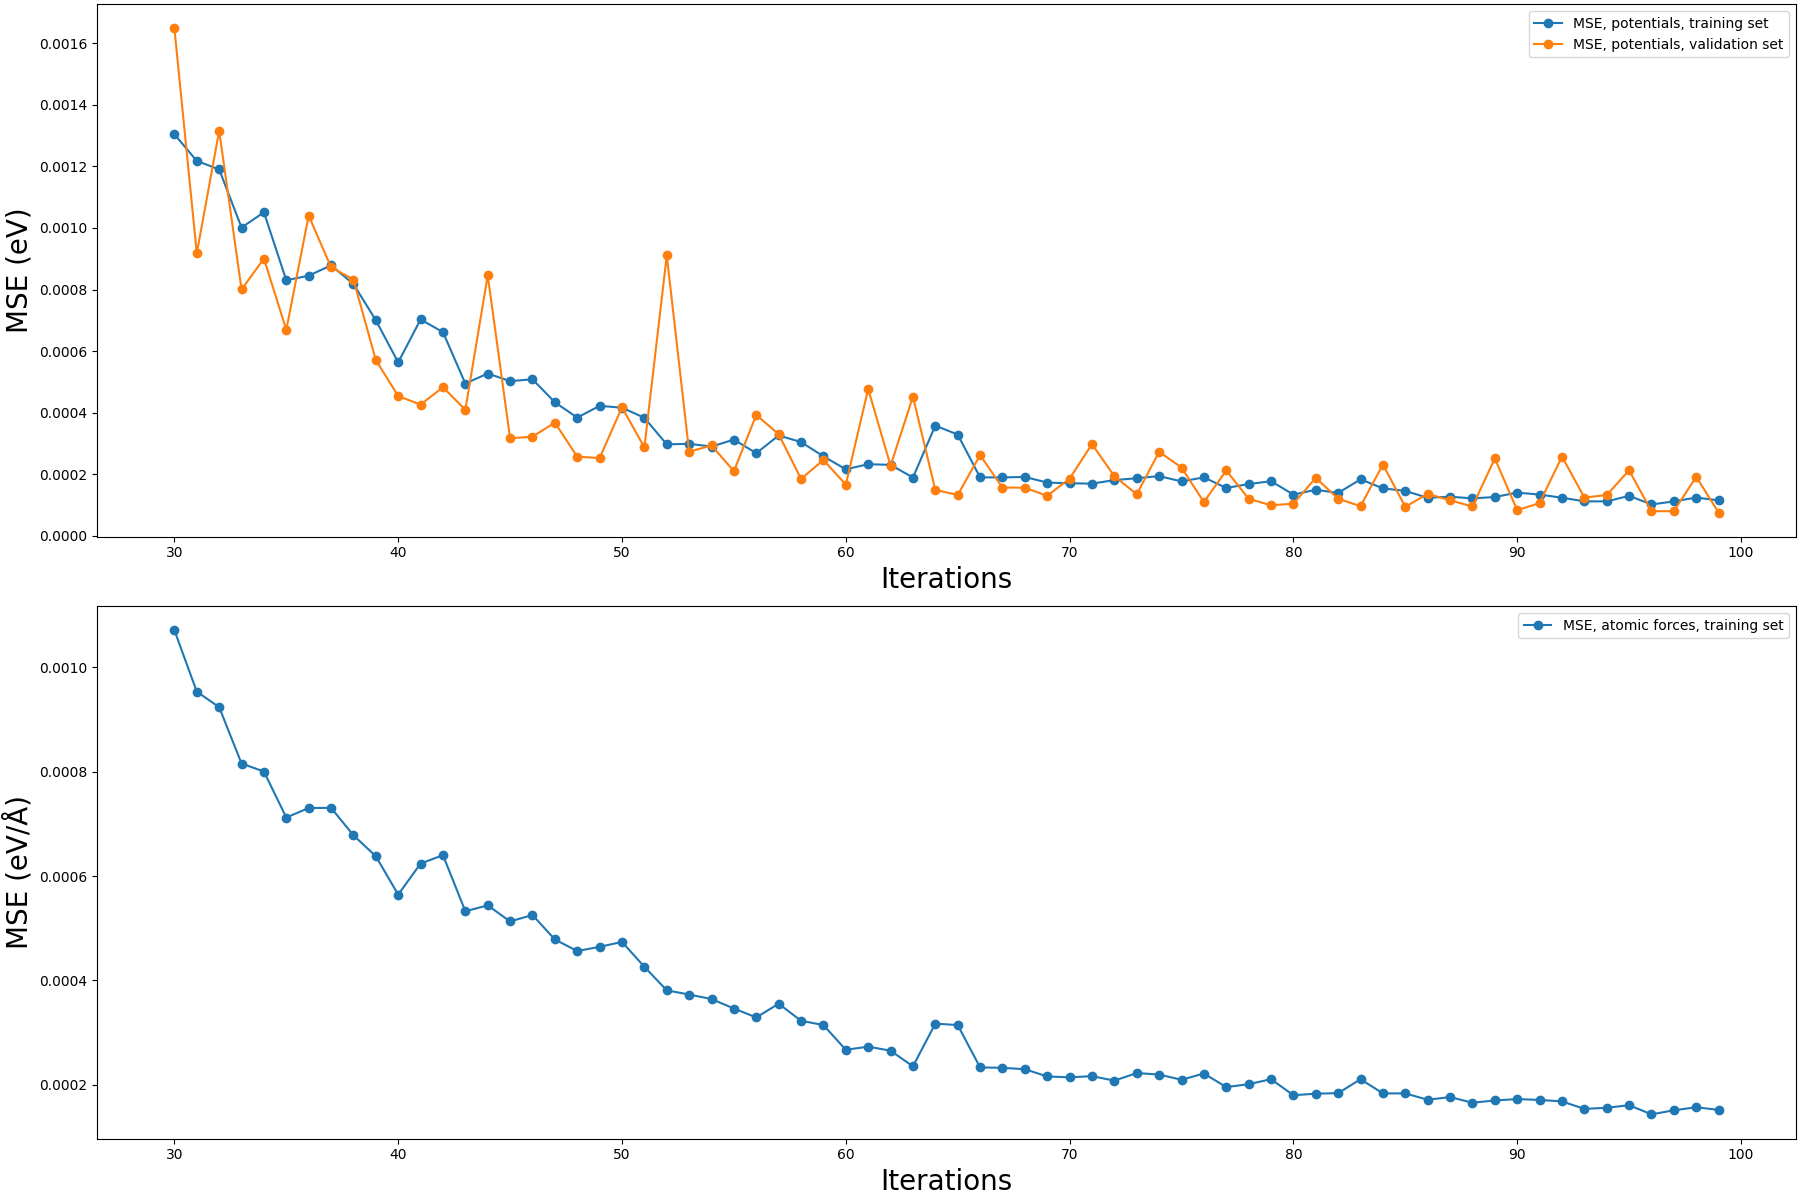 MSE, potentials, training set
MSE, potentials, validation set
0.0016
0.0014
0.0012
0.0010
0.0008
0.0006
0.0004
0.0002
0.0000
MSE (eV)
30 40 50 60 70 80 90 100
Iterations
MSE, atomic forces, training set
0.0010
0.0008
0.0006
0.0004
0.0002
MSE (eV/Å)
30 40 50 60 70 80 90 100
Iterations